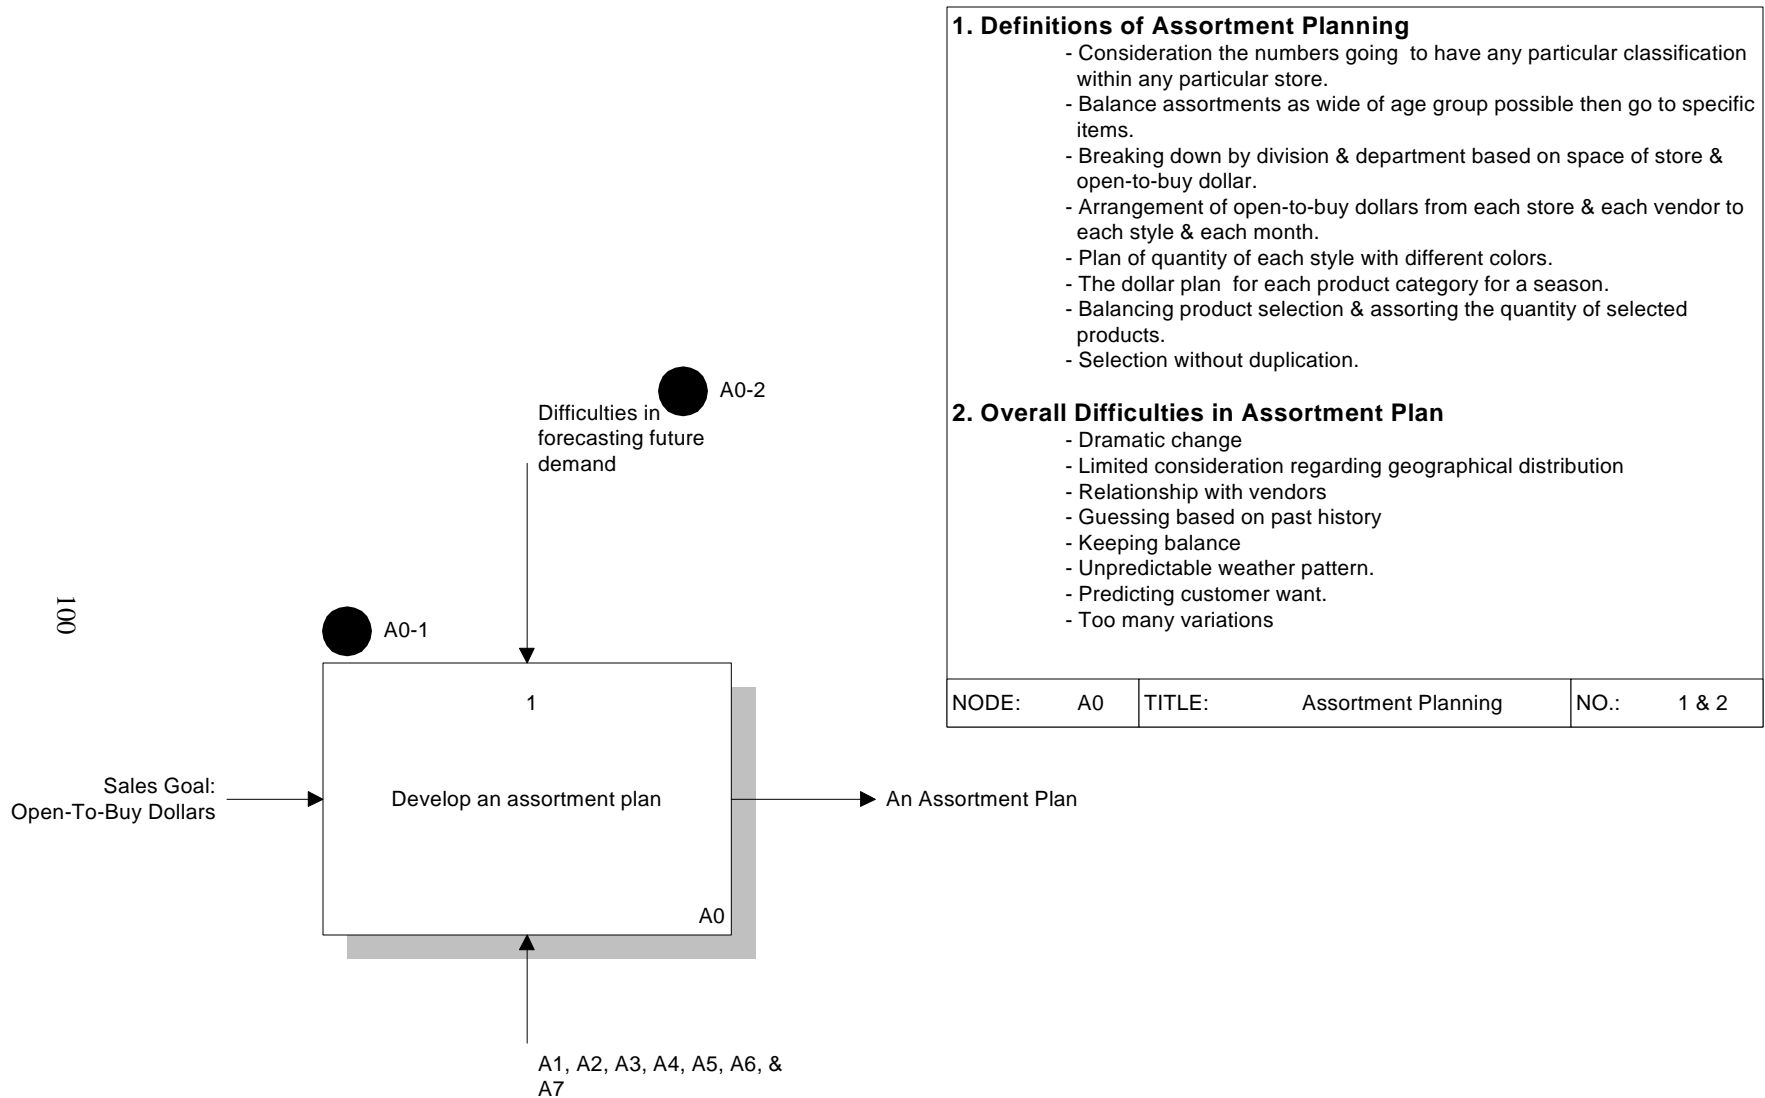 1. Definitions of Assortment Planning
- Consideration the numbers going  to have any particular classification
within any particular store.
- Balance assortments as wide of age group possible then go to specific
items.
- Breaking down by division & department based on space of store &
open-to-buy dollar.
- Arrangement of open-to-buy dollars from each store & each vendor to
each style & each month.
- Plan of quantity of each style with different colors.
- The dollar plan  for each product category for a season.
- Balancing product selection & assorting the quantity of selected
products.
- Selection without duplication.
2. Overall Difficulties in Assortment Plan
- Dramatic change
- Limited consideration regarding geographical distribution
- Relationship with vendors
- Guessing based on past history
- Keeping balance
- Unpredictable weather pattern.
- Predicting customer want.
- Too many variations
NODE: A0 TITLE: Assortment Planning NO.: 1 & 2
A0-2
Difficulties in
forecasting future
demand
100
A0-1
1
Sales Goal:
Open-To-Buy Dollars
Develop an assortment plan
An Assortment Plan
A0
A1, A2, A3, A4, A5, A6, &
A7